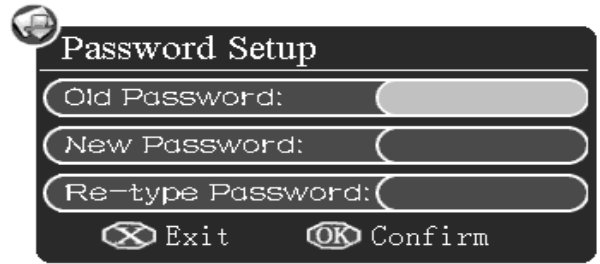 Password Setup
Old Password:
New Password:
Re-type Password:
X Exit OK Confirm